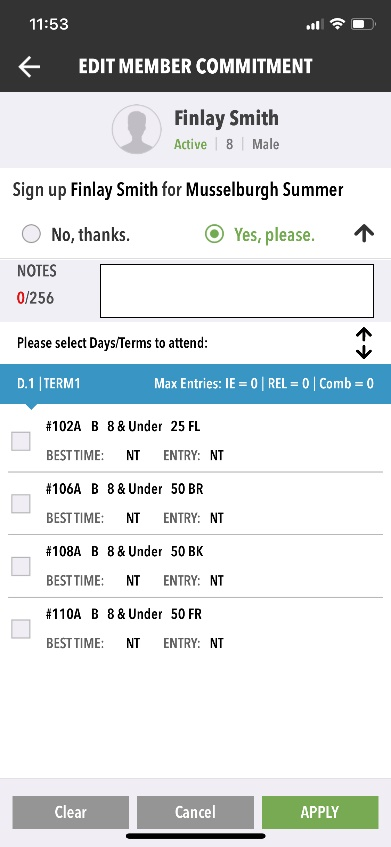 11:53
EDIT MEMBER COMMITMENT
Finlay Smith
Active | 8 | Male
Sign up Finlay Smith for Musselburgh Summer
No, thanks. Yes, please.
NOTES
0/256
Please select Days/Terms to attend:
D.1 | TERM1 Max Entries: IE = 0 | REL = 0 | Comb = 0
#102A B 8 & Under 25 FL
BEST TIME: NT ENTRY: NT
#106A B 8 & Under 50 BR
BEST TIME: NT ENTRY: NT
#108A B 8 & Under 50 BK
BEST TIME: NT ENTRY: NT
#110A B 8 & Under 50 FR
BEST TIME: NT ENTRY: NT
Clear Cancel APPLY